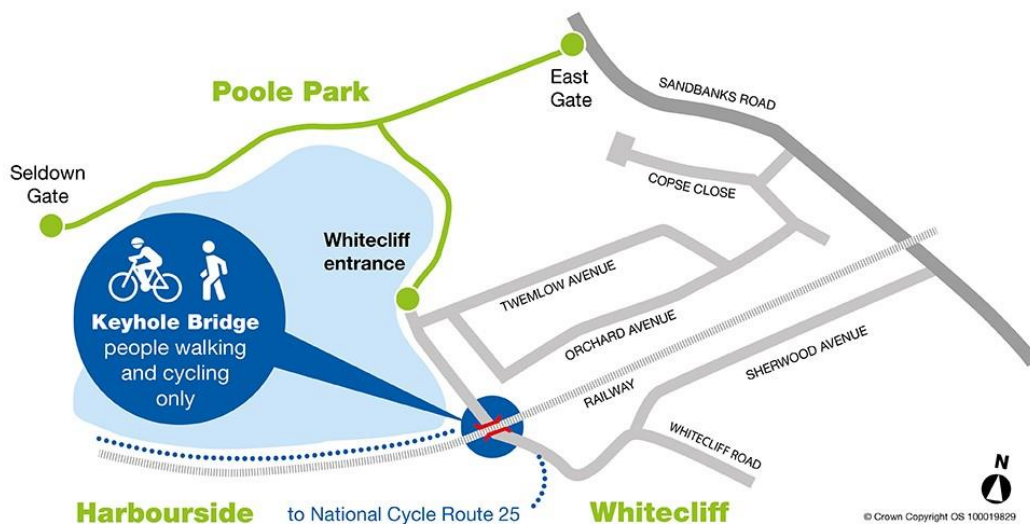 Poole Park
East
Gate
SANDBANKS ROAD
COPSE CLOSE
Seldown
Gate
Whitecliff
entrance
TWEMLOW AVENUE
ORCHARD AVENUE
RAILWAY
SHERWOOD AVENUE
WHITECLIFF ROAD
Keyhole Bridge
people walking
and cycling
only
Harbourside
to National Cycle Route 25
Whitecliff
N
© Crown Copyright OS 100019829